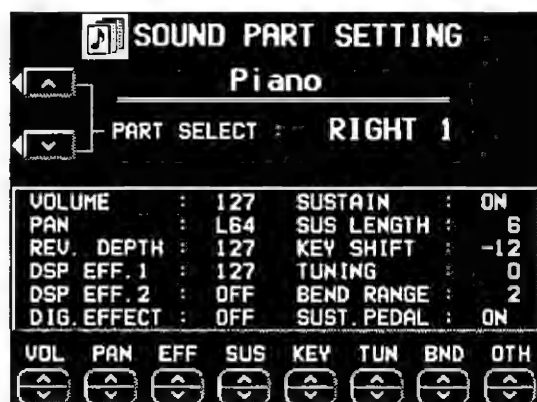 SOUND PART SETTING
Piano
PART SELECT : RIGHT 1
VOLUME : 127 SUSTAIN : ON
PAN : L64 SUS LENGTH : 6
REV. DEPTH : 127 KEY SHIFT : -12
DSP EFF.1 : 127 TUNING : 0
DSP EFF.2 : OFF BEND RANGE : 2
DIG.EFFECT : OFF SUST.PEDAL : ON
VOL PAN EFF SUS KEY TUN BND OTH